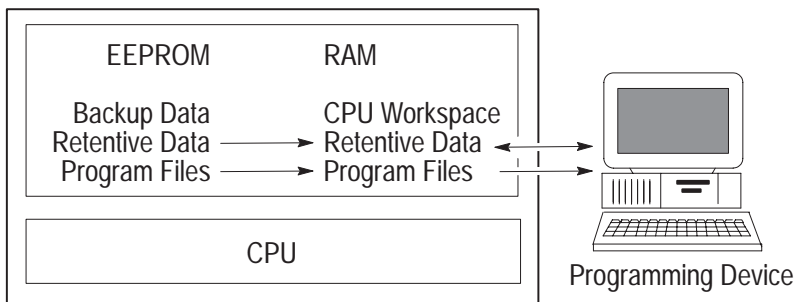 EEPROM RAM
Backup Data CPU Workspace
Retentive Data Retentive Data
Program Files Program Files
CPU
Programming Device